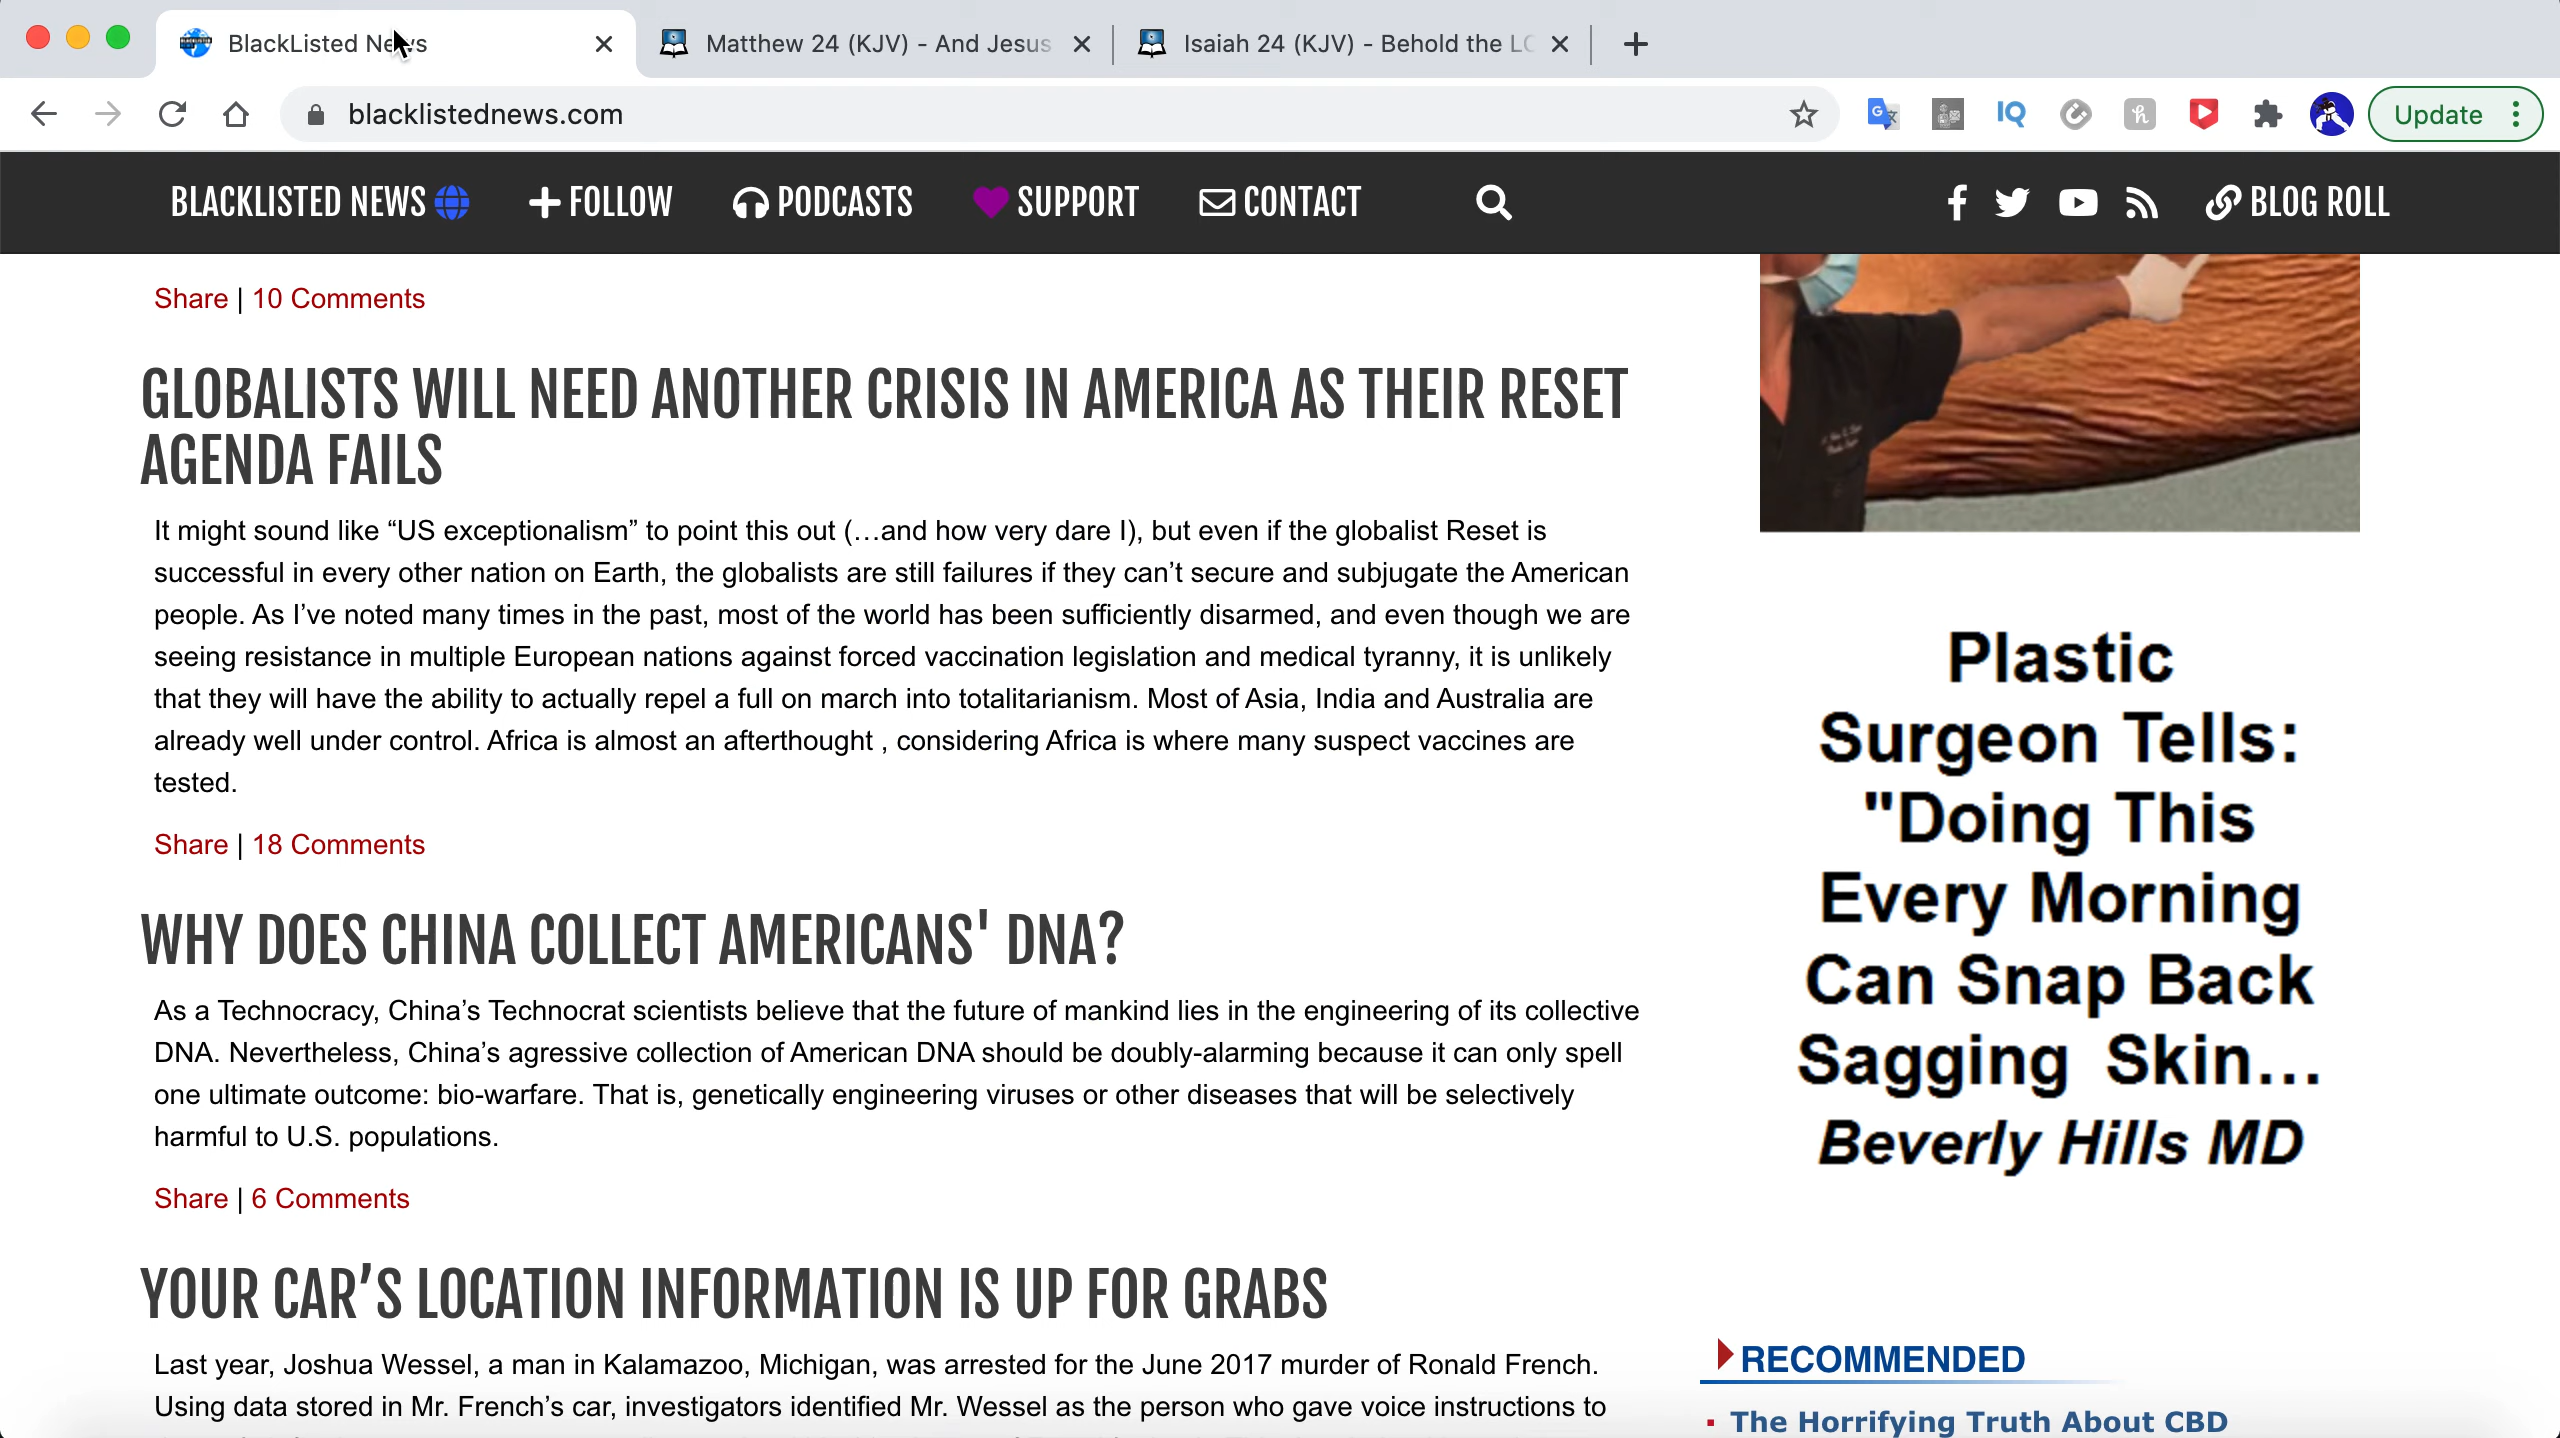 BlackListed News
Matthew 24 (KJV) - And Jesus
Isaiah 24 (KJV) - Behold the LO
blacklistednews.com
IQ
Update
BLACKLISTED NEWS
FOLLOW
PODCASTS
SUPPORT
CONTACT
BLOG ROLL
Share | 10 Comments
GLOBALISTS WILL NEED ANOTHER CRISIS IN AMERICA AS THEIR RESET
AGENDA FAILS
It might sound like “US exceptionalism” to point this out (…and how very dare I), but even if the globalist Reset is
successful in every other nation on Earth, the globalists are still failures if they can’t secure and subjugate the American
people. As I’ve noted many times in the past, most of the world has been sufficiently disarmed, and even though we are
seeing resistance in multiple European nations against forced vaccination legislation and medical tyranny, it is unlikely
that they will have the ability to actually repel a full on march into totalitarianism. Most of Asia, India and Australia are
already well under control. Africa is almost an afterthought , considering Africa is where many suspect vaccines are
tested.
Share | 18 Comments
WHY DOES CHINA COLLECT AMERICANS' DNA?
As a Technocracy, China’s Technocrat scientists believe that the future of mankind lies in the engineering of its collective
DNA. Nevertheless, China’s agressive collection of American DNA should be doubly-alarming because it can only spell
one ultimate outcome: bio-warfare. That is, genetically engineering viruses or other diseases that will be selectively
harmful to U.S. populations.
Share | 6 Comments
YOUR CAR’S LOCATION INFORMATION IS UP FOR GRABS
Last year, Joshua Wessel, a man in Kalamazoo, Michigan, was arrested for the June 2017 murder of Ronald French.
Using data stored in Mr. French’s car, investigators identified Mr. Wessel as the person who gave voice instructions to
Plastic
Surgeon Tells:
"Doing This
Every Morning
Can Snap Back
Sagging Skin...
Beverly Hills MD
RECOMMENDED
The Horrifying Truth About CBD